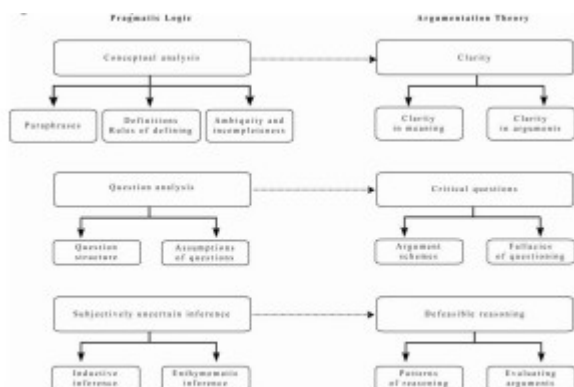 Pragmatic Logic
Argumentation Theory
Conceptual analysis
Clarity
Paraphrases
Definitions
Rules of defining
Ambiguity and
incompleteness
Clarity
in meaning
Clarity
in arguments
Question analysis
Critical questions
Question
structure
Assumptions
of questions
Argument
schemes
Fallacies
of questioning
Subjectively uncertain inference
Defeasible reasoning
Inductive
inference
Enthymematic
inference
Patterns
of reasoning
Evaluating
arguments